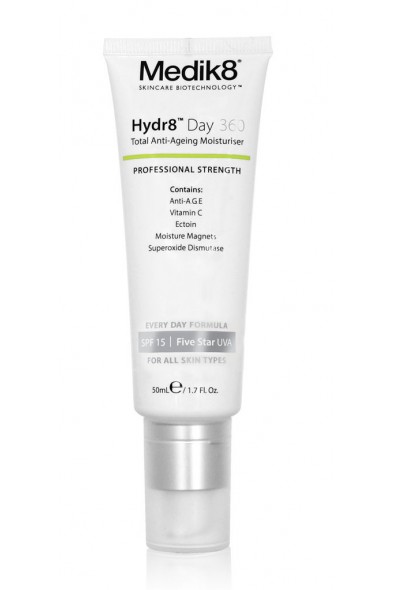 Medik8®
SKINCARE BIOTECHNOLOGY™
Hydr8™ Day 360
Total Anti-Ageing Moisturiser
PROFESSIONAL STRENGTH
Contains:
Anti-A.G.E
Vitamin C
Ectoin
Moisture Magnets
Superoxide Dismutase
EVERY DAY FORMULA
SPF 15 | Five Star UVA
FOR ALL SKIN TYPES
50mL℮/ 1.7 Fl. Oz.